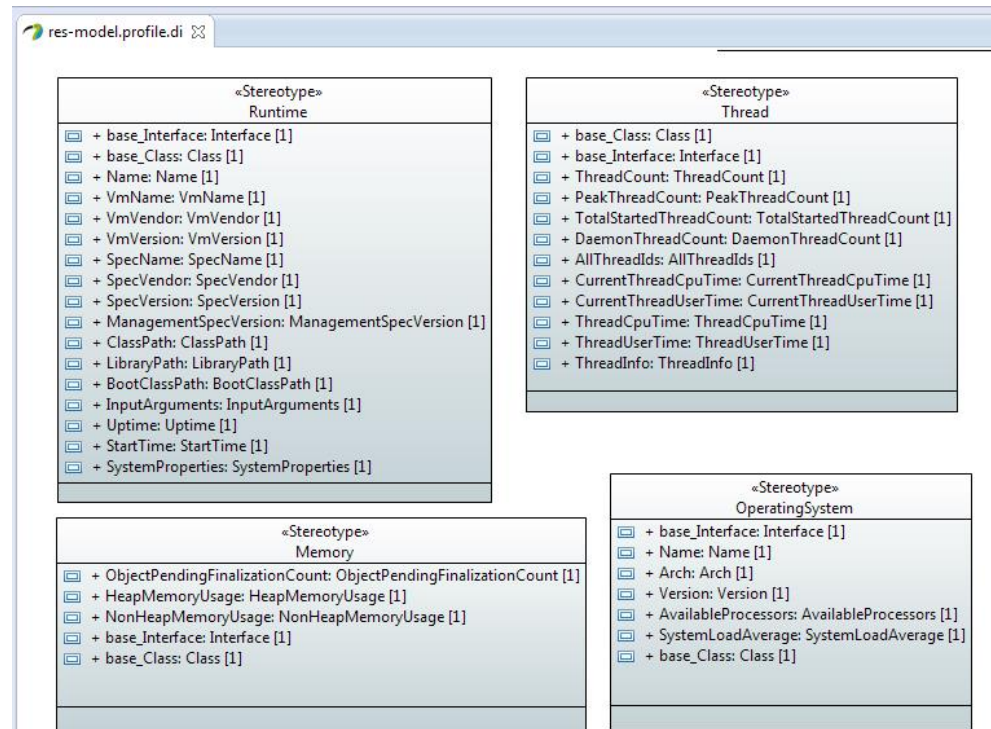 res-model.profile.di
«Stereotype»
Runtime
+ base_Interface: Interface [1]
+ base_Class: Class [1]
+ Name: Name [1]
+ VmName: VmName [1]
+ VmVendor: VmVendor [1]
+ VmVersion: VmVersion [1]
+ SpecName: SpecName [1]
+ SpecVendor: SpecVendor [1]
+ SpecVersion: SpecVersion [1]
+ ManagementSpecVersion: ManagementSpecVersion [1]
+ ClassPath: ClassPath [1]
+ LibraryPath: LibraryPath [1]
+ BootClassPath: BootClassPath [1]
+ InputArguments: InputArguments [1]
+ Uptime: Uptime [1]
+ StartTime: StartTime [1]
+ SystemProperties: SystemProperties [1]
«Stereotype»
Thread
+ base_Class: Class [1]
+ base_Interface: Interface [1]
+ ThreadCount: ThreadCount [1]
+ PeakThreadCount: PeakThreadCount [1]
+ TotalStartedThreadCount: TotalStartedThreadCount [1]
+ DaemonThreadCount: DaemonThreadCount [1]
+ AllThreadIds: AllThreadIds [1]
+ CurrentThreadCpuTime: CurrentThreadCpuTime [1]
+ CurrentThreadUserTime: CurrentThreadUserTime [1]
+ ThreadCpuTime: ThreadCpuTime [1]
+ ThreadUserTime: ThreadUserTime [1]
+ ThreadInfo: ThreadInfo [1]
«Stereotype»
Memory
+ ObjectPendingFinalizationCount: ObjectPendingFinalizationCount [1]
+ HeapMemoryUsage: HeapMemoryUsage [1]
+ NonHeapMemoryUsage: NonHeapMemoryUsage [1]
+ base_Interface: Interface [1]
+ base_Class: Class [1]
«Stereotype»
OperatingSystem
+ base_Interface: Interface [1]
+ Name: Name [1]
+ Arch: Arch [1]
+ Version: Version [1]
+ AvailableProcessors: AvailableProcessors [1]
+ SystemLoadAverage: SystemLoadAverage [1]
+ base_Class: Class [1]